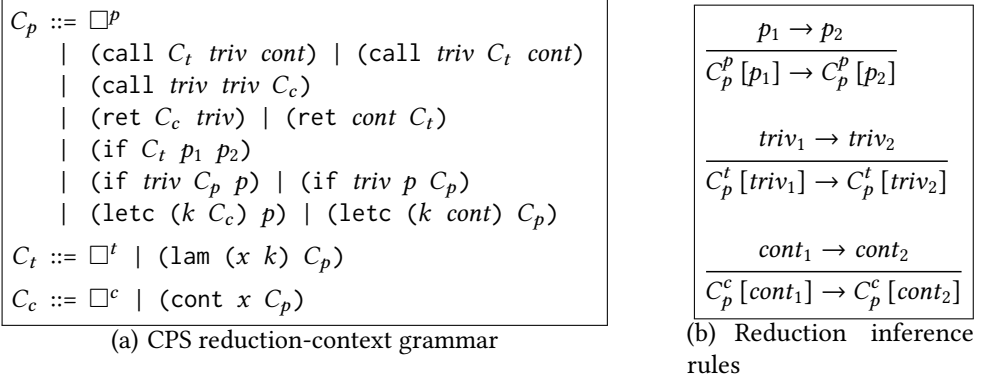 C_p ::= □^p
| (call C_t triv cont) | (call triv C_t cont)
| (call triv triv C_c)
| (ret C_c triv) | (ret cont C_t)
| (if C_t p_1 p_2)
| (if triv C_p p) | (if triv p C_p)
| (letc (k C_c) p) | (letc (k cont) C_p)
C_t ::= □^t | (lam (x k) C_p)
C_c ::= □^c | (cont x C_p)
(a) CPS reduction-context grammar
p_1 → p_2
C_p^p [p_1] → C_p^p [p_2]
triv_1 → triv_2
C_p^t [triv_1] → C_p^t [triv_2]
cont_1 → cont_2
C_p^c [cont_1] → C_p^c [cont_2]
(b) Reduction inference
rules